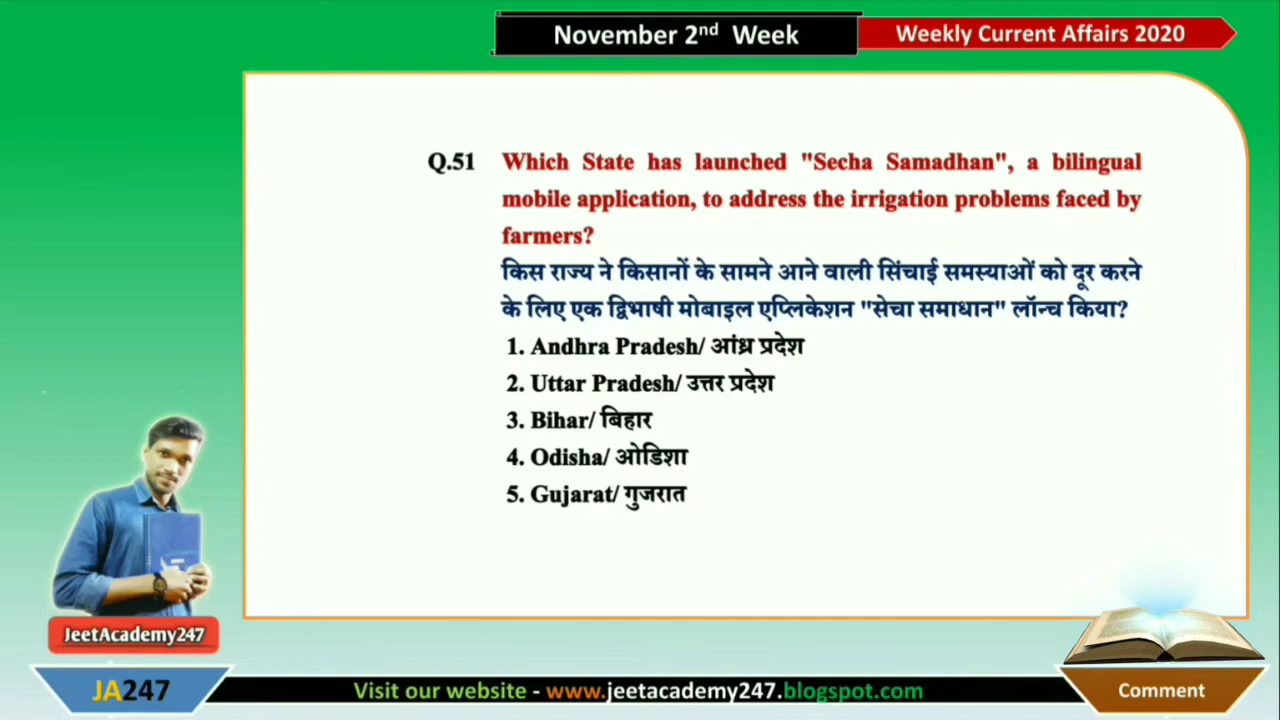 November 2nd Week
Weekly Current Affairs 2020
Q.51 Which State has launched "Secha Samadhan", a bilingual
mobile application, to address the irrigation problems faced by
farmers?
किस राज्य ने किसानों के सामने आने वाली सिंचाई समस्याओं को दूर करने
के लिए एक द्विभाषी मोबाइल एप्लिकेशन "सेचा समाधान" लॉन्च किया?
1. Andhra Pradesh/ आंध्र प्रदेश
2. Uttar Pradesh/ उत्तर प्रदेश
3. Bihar/ बिहार
4. Odisha/ ओडिशा
5. Gujarat/ गुजरात
JeetAcademy247
JA247
Visit our website - www.jeetacademy247.blogspot.com
Comment